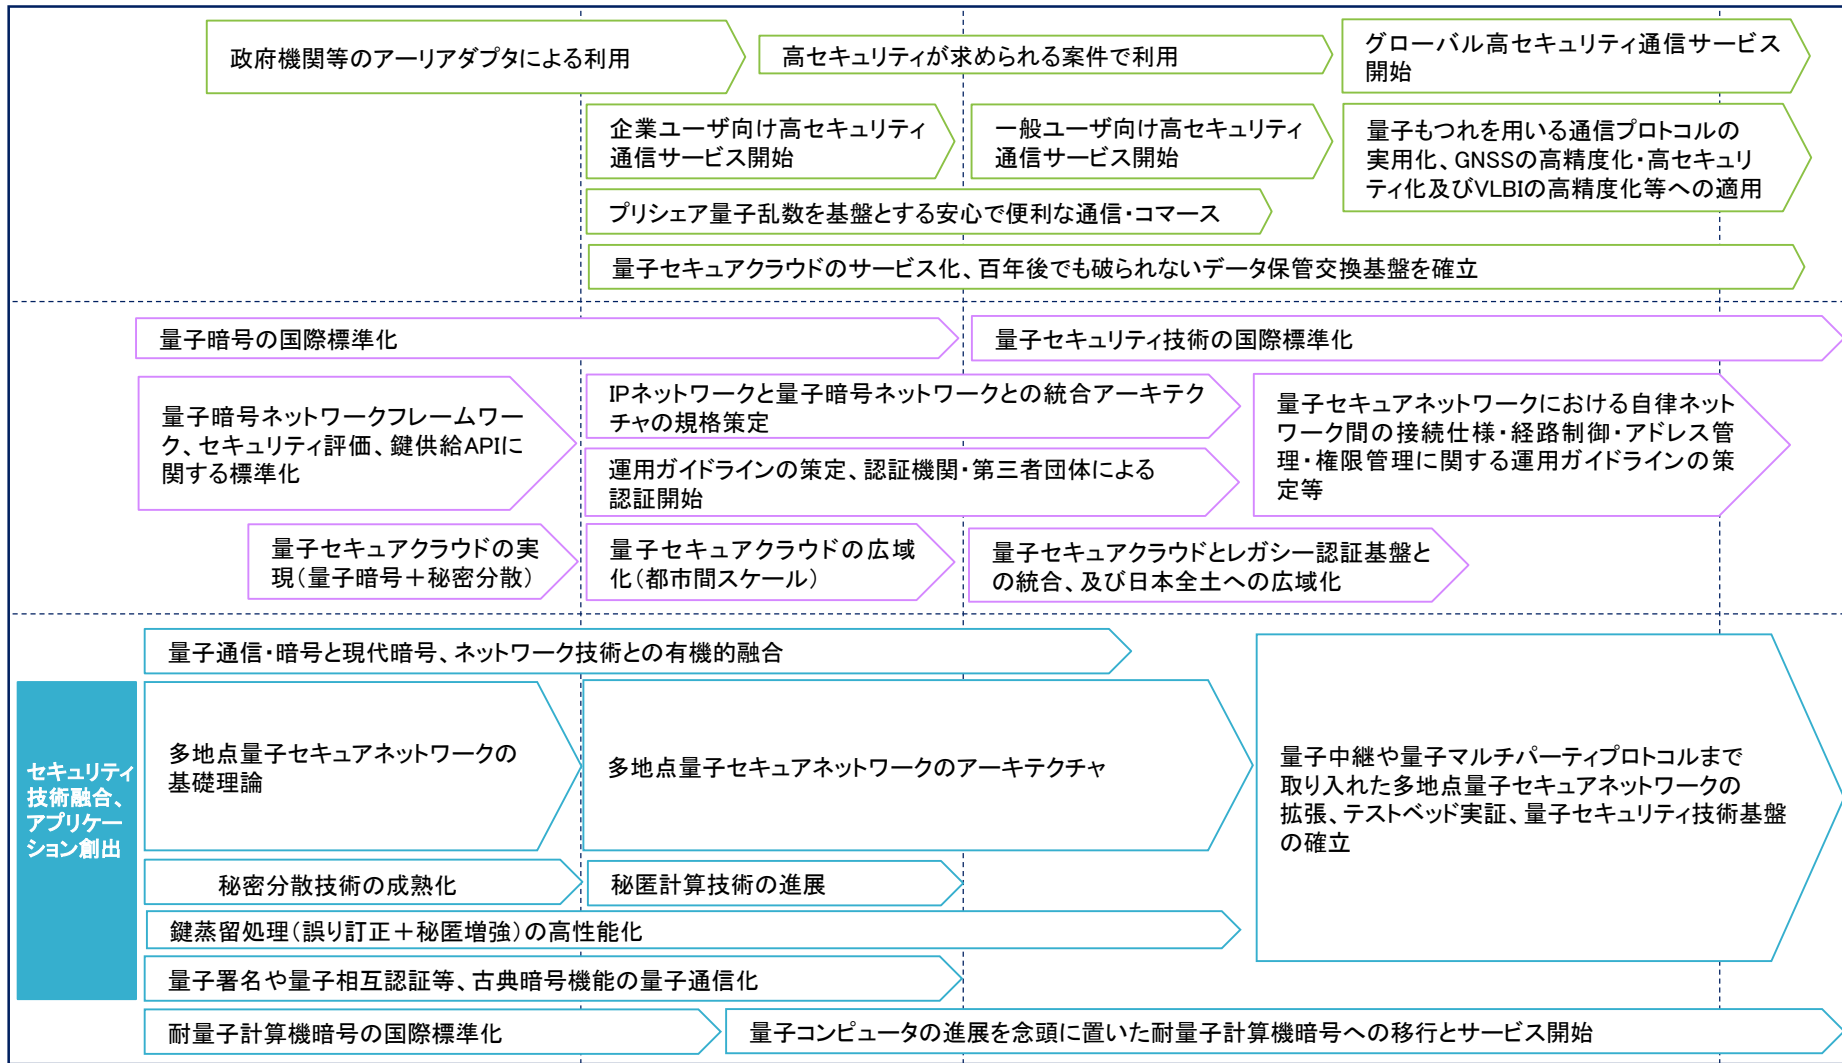 政府機関等のアーリアダプタによる利用
高セキュリティが求められる案件で利用
グローバル高セキュリティ通信サービス
開始
企業ユーザ向け高セキュリティ
通信サービス開始
一般ユーザ向け高セキュリティ
通信サービス開始
量子もつれを用いる通信プロトコルの
実用化、GNSSの高精度化・高セキュリ
ティ化及びVLBIの高精度化等への適用
プリシェア量子乱数を基盤とする安心で便利な通信・コマース
量子セキュアクラウドのサービス化、百年後でも破られないデータ保管交換基盤を確立
量子暗号の国際標準化
量子セキュリティ技術の国際標準化
量子暗号ネットワークフレームワー
ク、セキュリティ評価、鍵供給APIに
関する標準化
IPネットワークと量子暗号ネットワークとの統合アーキテク
チャの規格策定
運用ガイドラインの策定、認証機関・第三者団体による
認証開始
量子セキュアネットワークにおける自律ネット
ワーク間の接続仕様・経路制御・アドレス管
理・権限管理に関する運用ガイドラインの策
定等
量子セキュアクラウドの実
現(量子暗号＋秘密分散)
量子セキュアクラウドの広域
化(都市間スケール)
量子セキュアクラウドとレガシー認証基盤と
の統合、及び日本全土への広域化
量子通信・暗号と現代暗号、ネットワーク技術との有機的融合
セキュリティ
技術融合、
アプリケー
ション創出
多地点量子セキュアネットワークの
基礎理論
多地点量子セキュアネットワークのアーキテクチャ
量子中継や量子マルチパーティプロトコルまで
取り入れた多地点量子セキュアネットワークの
拡張、テストベッド実証、量子セキュリティ技術基盤
の確立
秘密分散技術の成熟化
秘匿計算技術の進展
鍵蒸留処理(誤り訂正＋秘匿増強)の高性能化
量子署名や量子相互認証等、古典暗号機能の量子通信化
耐量子計算機暗号の国際標準化
量子コンピュータの進展を念頭に置いた耐量子計算機暗号への移行とサービス開始